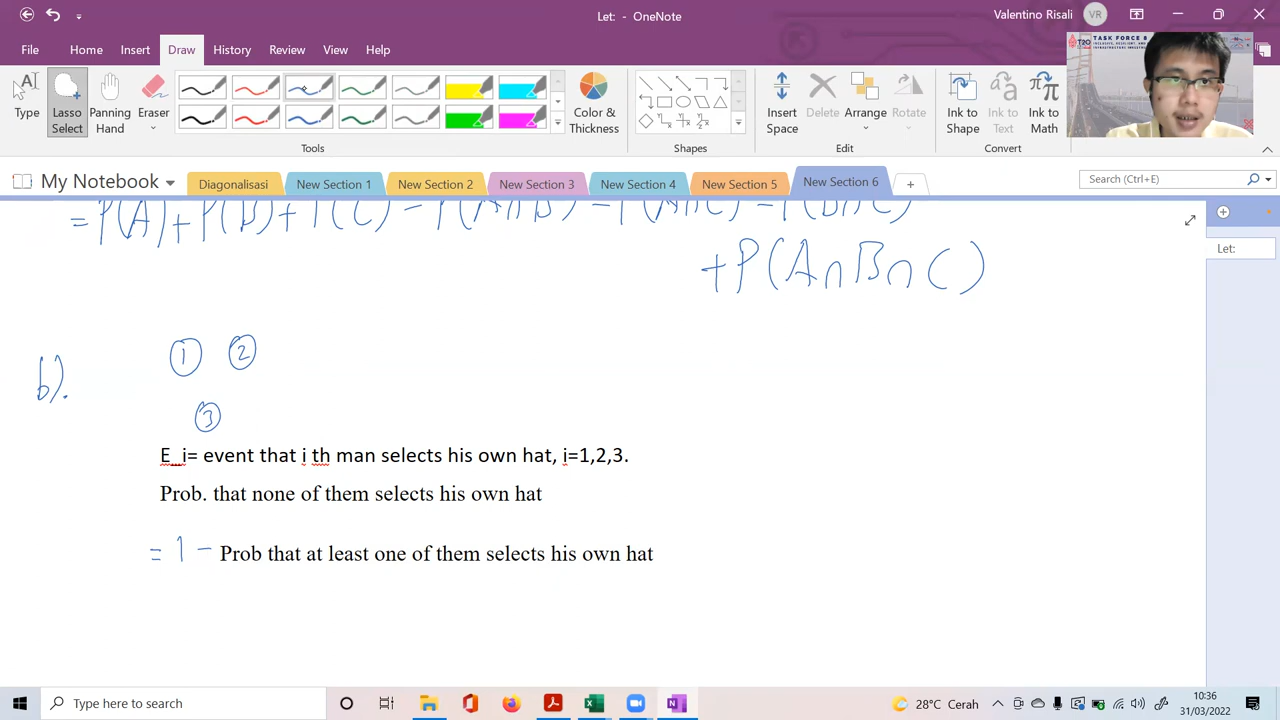 Let: - OneNote
Valentino Risali
VR
File Home Insert Draw History Review View Help
TASK FORCE 8
Type
Lasso Select
Panning Hand
Eraser
Color & Thickness
Insert Space
Delete
Arrange
Rotate
Ink to Shape
Ink to Text
Ink to Math
Tools
Shapes
Edit
Convert
My Notebook
Diagonalisasi
New Section 1
New Section 2
New Section 3
New Section 4
New Section 5
New Section 6
+
Search (Ctrl+E)
= P(A) + P(B) + P(C) - P(A∩B) - P(A∩C) - P(B∩C)
+ P(A∩B∩C)
Let:
b).
1 2
3
E_i= event that i th man selects his own hat, i=1,2,3.
Prob. that none of them selects his own hat
= 1 - Prob that at least one of them selects his own hat
Type here to search
28°C Cerah
10:36
31/03/2022